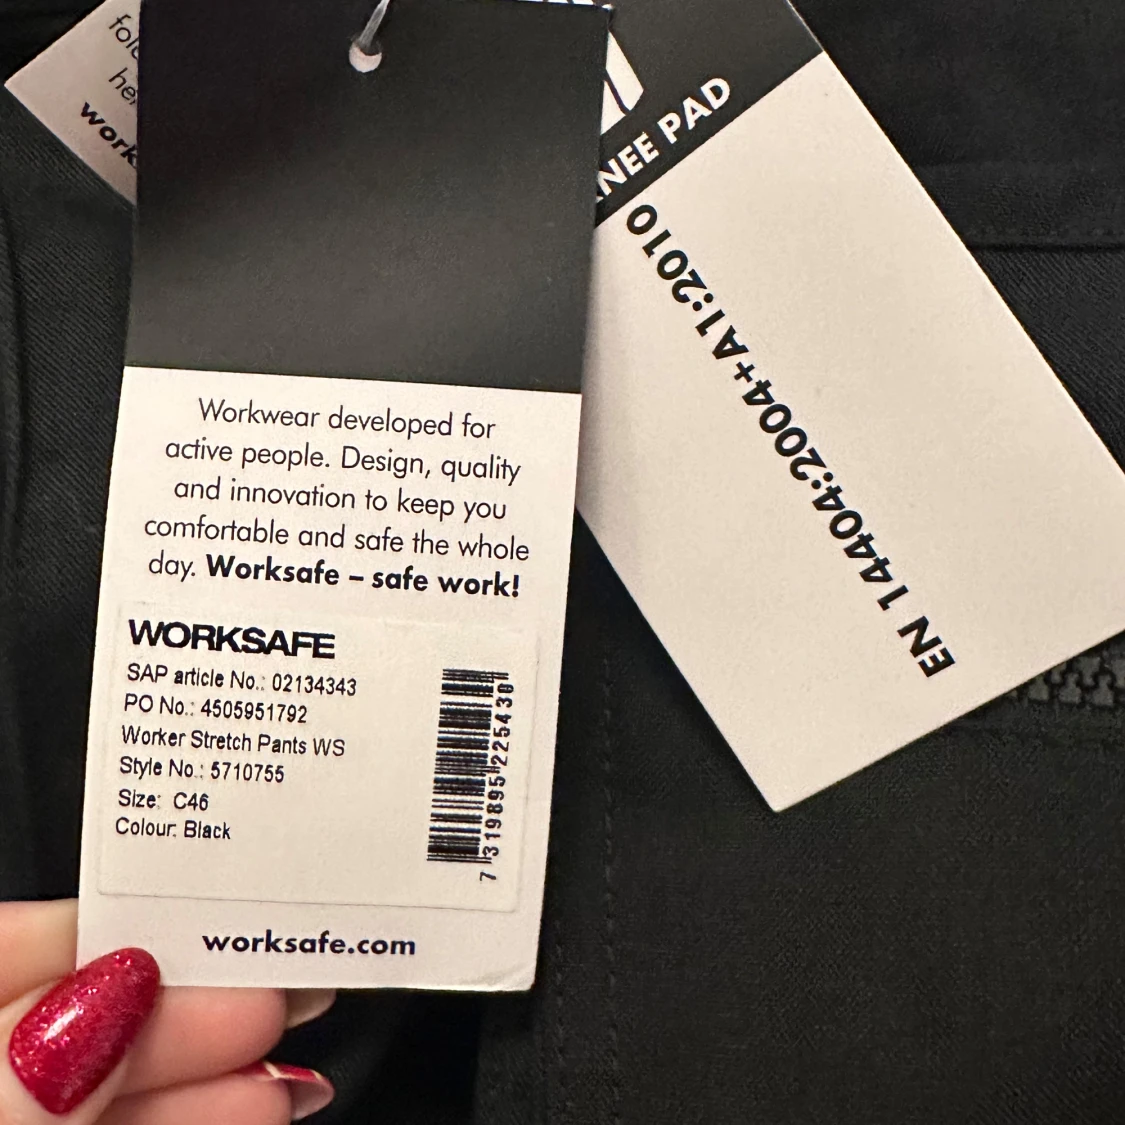 work
NEE PAD
EN 14404:2004+A1:2010
Workwear developed for
active people. Design, quality
and innovation to keep you
comfortable and safe the whole
day. Worksafe – safe work!
WORKSAFE
SAP article No.: 02134343
PO No.: 4505951792
Worker Stretch Pants WS
Style No.: 5710755
Size: C46
Colour: Black
7 319895 225430
worksafe.com